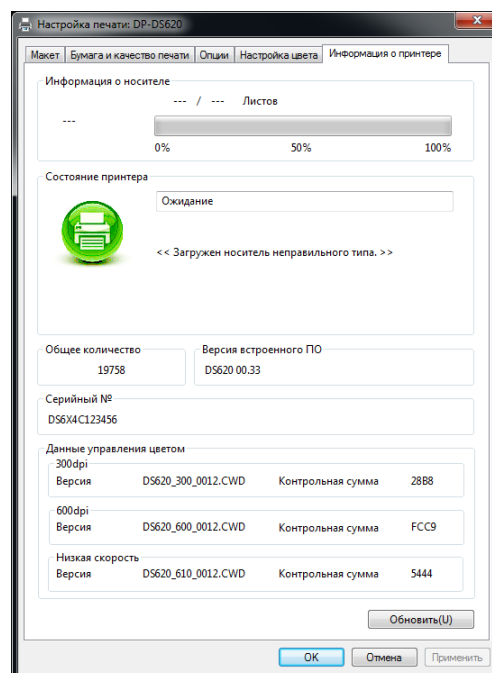 Настройка печати: DP-DS620
Макет Бумага и качество печати Опции Настройка цвета Информация о принтере
Информация о носителе
--- / --- Листов
---
0% 50% 100%
Состояние принтера
Ожидание
<< Загружен носитель неправильного типа. >>
Общее количество Версия встроенного ПО
19758 DS620 00.33
Серийный №
DS6X4C123456
Данные управления цветом
300dpi
Версия DS620_300_0012.CWD Контрольная сумма 28B8
600dpi
Версия DS620_600_0012.CWD Контрольная сумма FCC9
Низкая скорость
Версия DS620_610_0012.CWD Контрольная сумма 5444
Обновить(U)
OK Отмена Применить